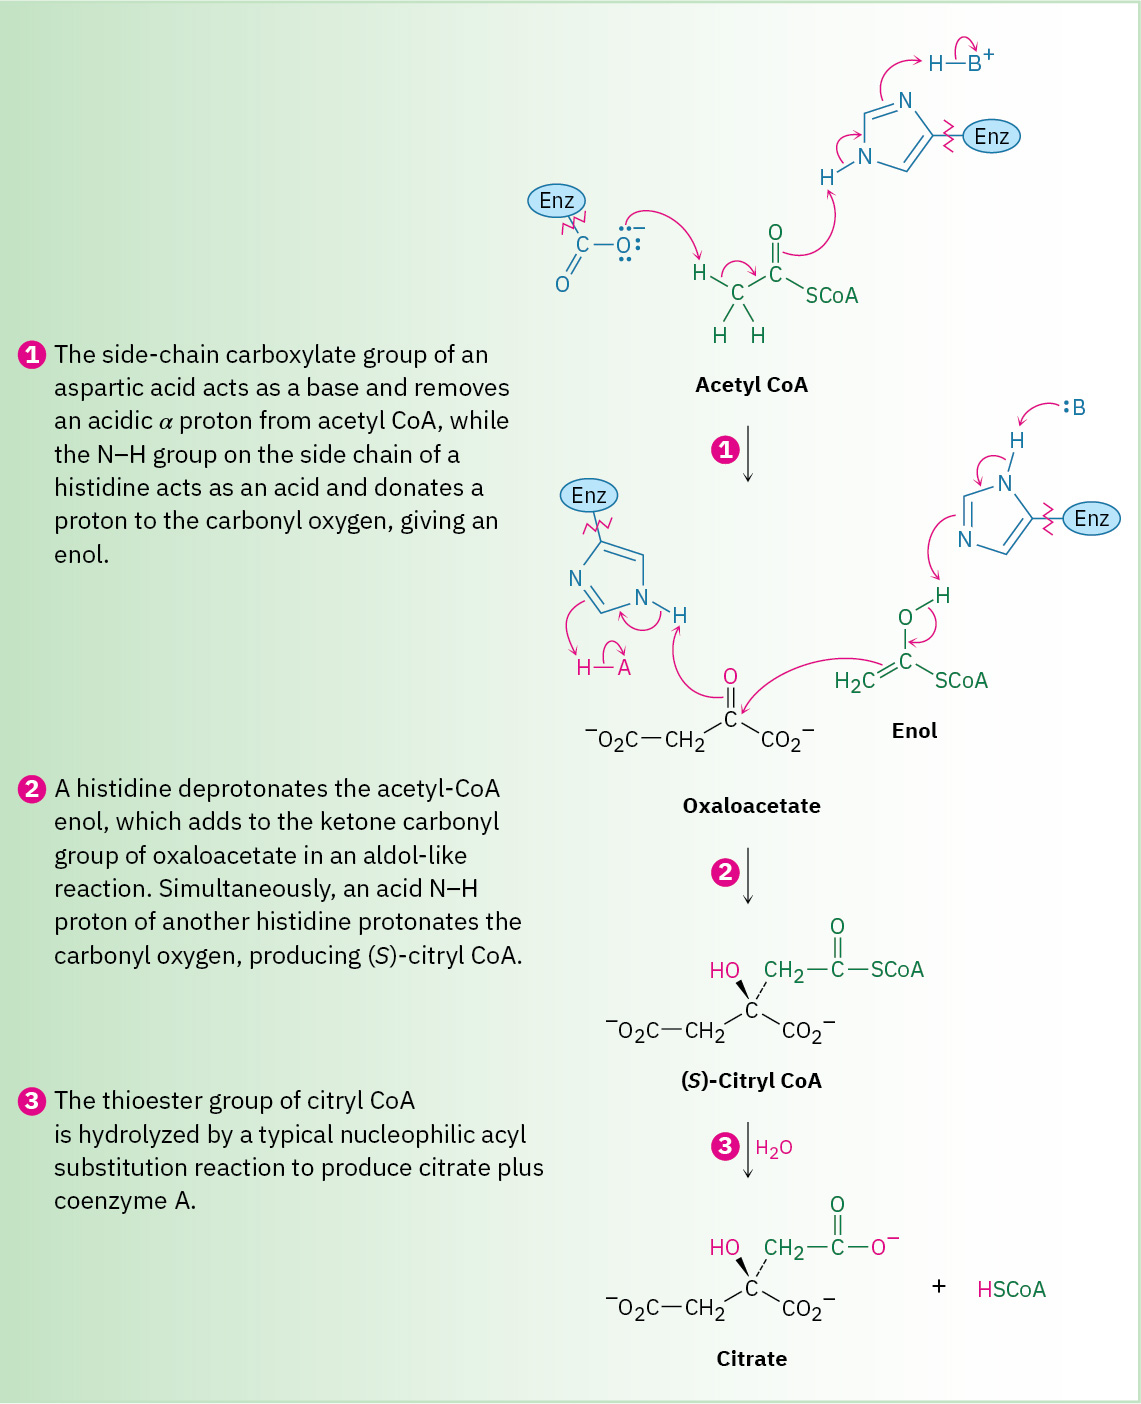 H—B⁺
N
Enz
N
H
Enz
C—O:⁻
O
O
H
C
C
SCoA
H H
Acetyl CoA
1 The side-chain carboxylate group of an
aspartic acid acts as a base and removes
an acidic α proton from acetyl CoA, while
the N–H group on the side chain of a
histidine acts as an acid and donates a
proton to the carbonyl oxygen, giving an
enol.
1
:B
H
N
Enz
N
Enz
N
N
H
H—A
H
O
C
H₂C
SCoA
Enol
O
C
⁻O₂C—CH₂
CO₂⁻
Oxaloacetate
2 A histidine deprotonates the acetyl-CoA
enol, which adds to the ketone carbonyl
group of oxaloacetate in an aldol-like
reaction. Simultaneously, an acid N–H
proton of another histidine protonates the
carbonyl oxygen, producing (S)-citryl CoA.
2
O
HO CH₂—C—SCoA
C
⁻O₂C—CH₂ CO₂⁻
(S)-Citryl CoA
3 The thioester group of citryl CoA
is hydrolyzed by a typical nucleophilic acyl
substitution reaction to produce citrate plus
coenzyme A.
3 H₂O
O
HO CH₂—C—O⁻
C
⁻O₂C—CH₂ CO₂⁻
+ HSCoA
Citrate